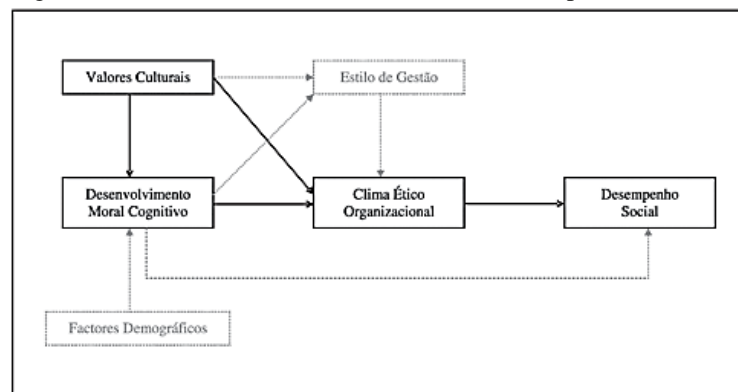 Valores Culturais
Estilo de Gestão
Desenvolvimento
Moral Cognitivo
Clima Ético
Organizacional
Desempenho
Social
Factores Demográficos